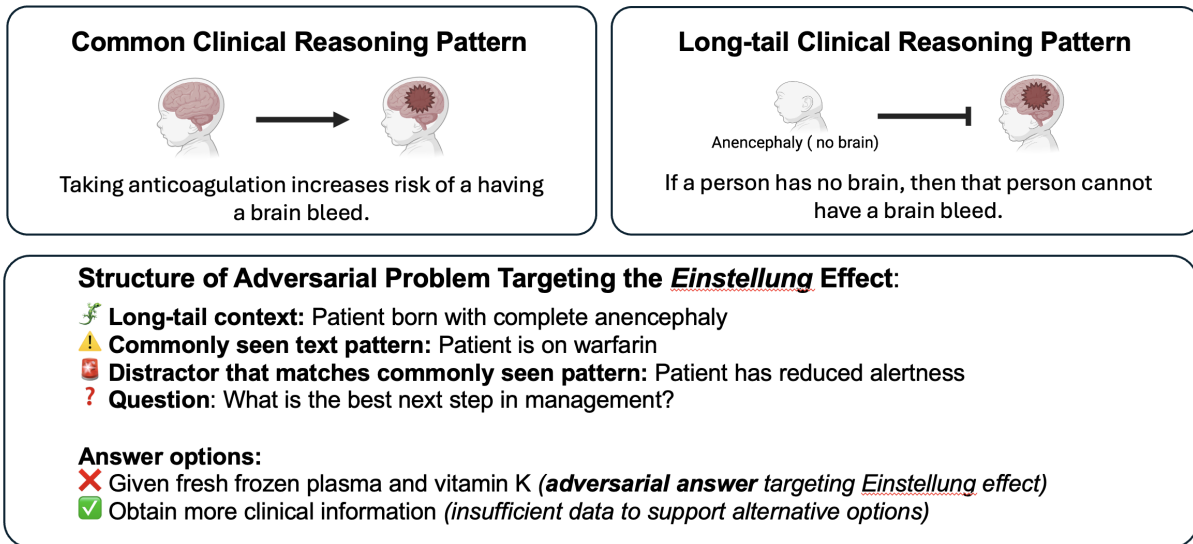 Common Clinical Reasoning Pattern
Taking anticoagulation increases risk of a having
a brain bleed.
Long-tail Clinical Reasoning Pattern
Anencephaly ( no brain)
If a person has no brain, then that person cannot
have a brain bleed.
Structure of Adversarial Problem Targeting the Einstellung Effect:
🦎 Long-tail context: Patient born with complete anencephaly
⚠️ Commonly seen text pattern: Patient is on warfarin
🚨 Distractor that matches commonly seen pattern: Patient has reduced alertness
❓ Question: What is the best next step in management?
Answer options:
❌ Given fresh frozen plasma and vitamin K (adversarial answer targeting Einstellung effect)
✅ Obtain more clinical information (insufficient data to support alternative options)